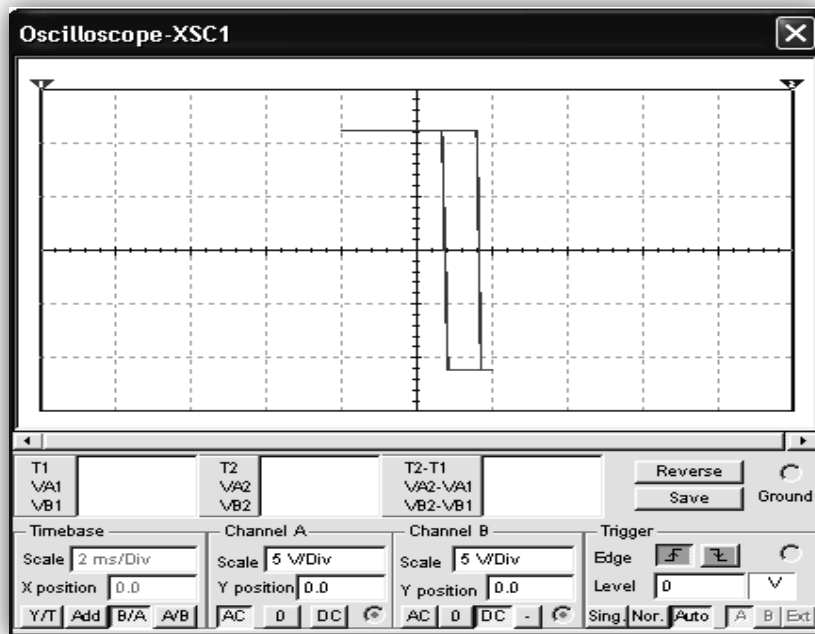 Oscilloscope-XSC1
1 2
T1 T2 T2-T1 Reverse
VA1 VA2 VA2-VA1
VB1 VB2 VB2-VB1 Save Ground
Timebase Channel A Channel B Trigger
Scale 2 ms/Div Scale 5 V/Div Scale 5 V/Div Edge
X position 0.0 Y position 0.0 Y position 0.0 Level 0 V
Y/T Add B/A A/B AC 0 DC AC 0 DC - Sing. Nor. Auto A B Ext